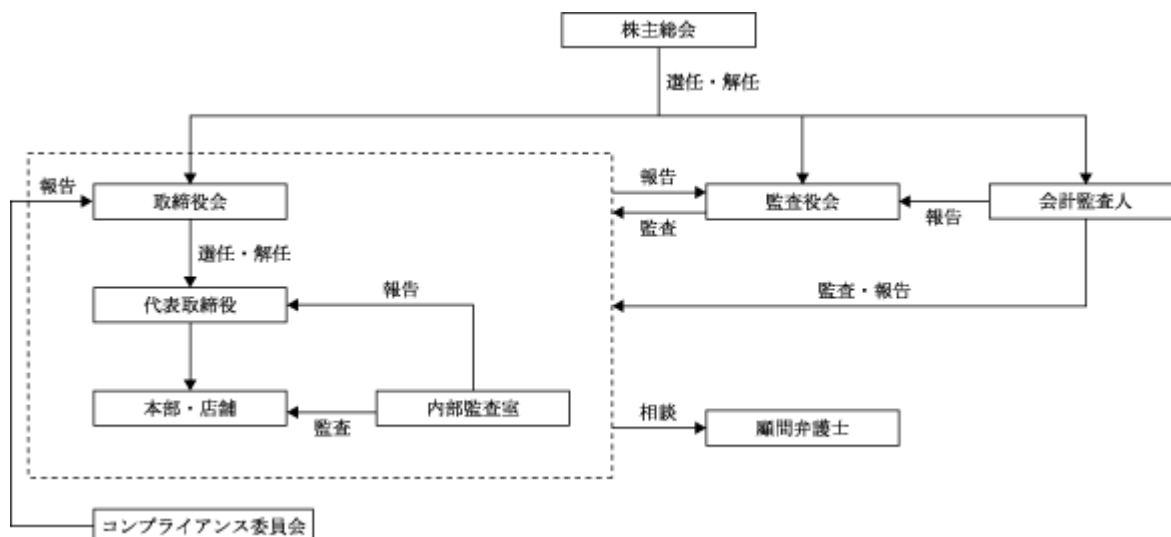 株主総会
選任・解任
報告
取締役会
報告
監査
監査役会
報告
会計監査人
選任・解任
代表取締役
報告
監査・報告
本部・店舗
監査
内部監査室
相談
顧問弁護士
コンプライアンス委員会